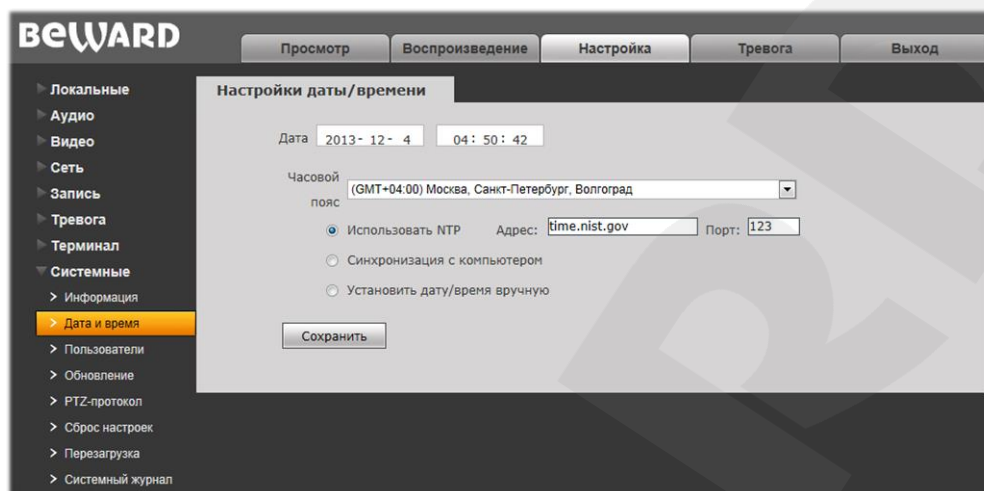 BEWARD
Просмотр Воспроизведение Настройка Тревога Выход
Локальные
Аудио
Видео
Сеть
Запись
Тревога
Терминал
Системные
Информация
Дата и время
Пользователи
Обновление
PTZ-протокол
Сброс настроек
Перезагрузка
Системный журнал
Настройки даты/времени
Дата 2013- 12- 4 04: 50: 42
Часовой
пояс (GMT+04:00) Москва, Санкт-Петербург, Волгоград
Использовать NTP Адрес: time.nist.gov Порт: 123
Синхронизация с компьютером
Установить дату/время вручную
Сохранить